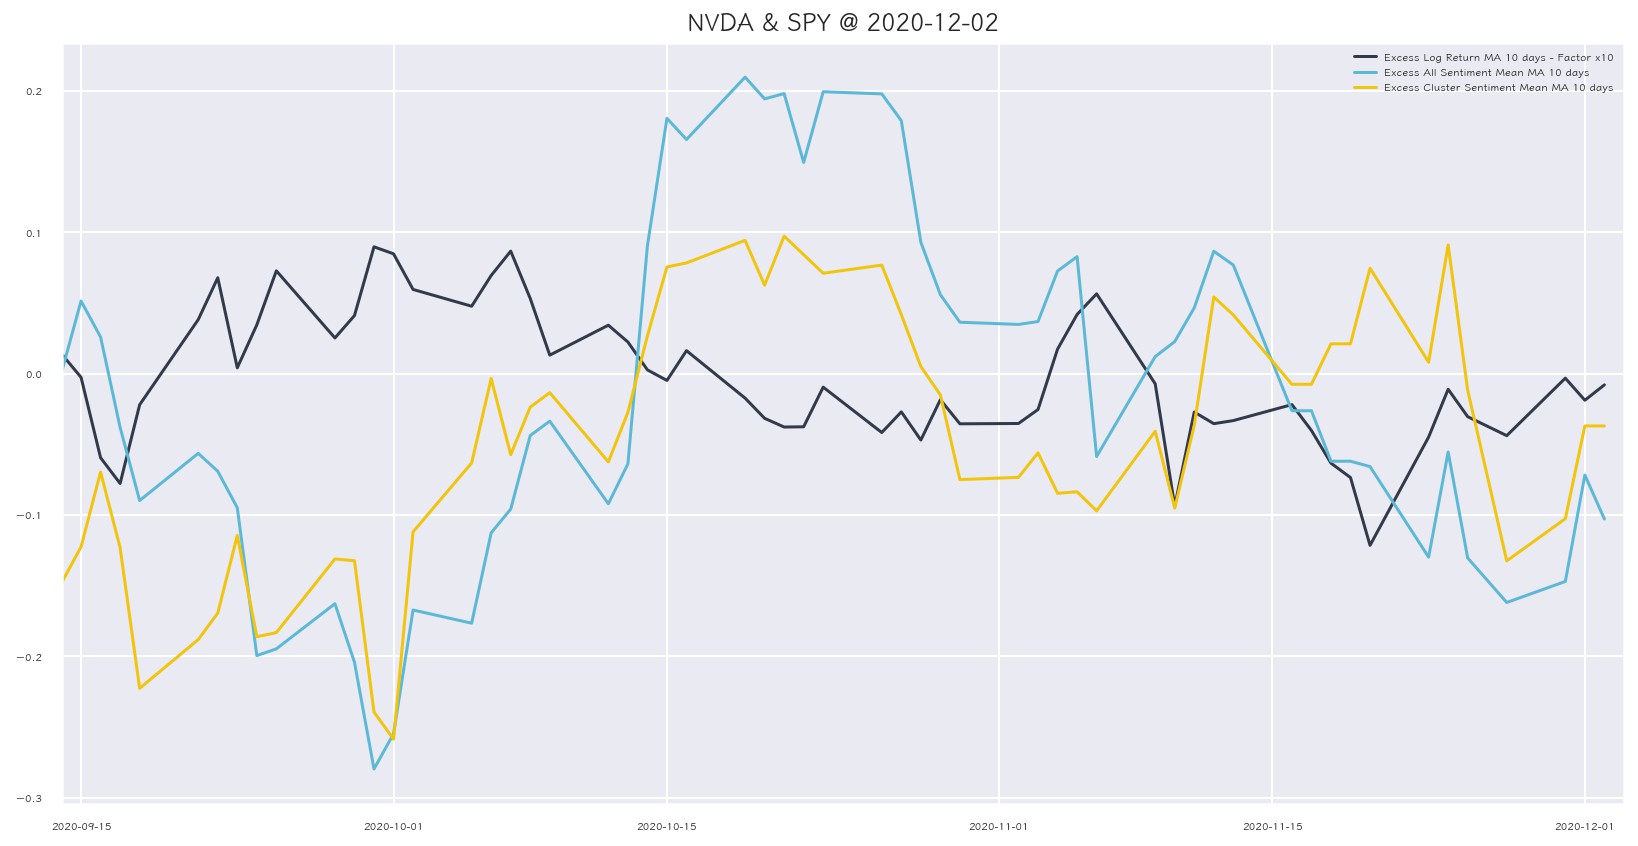 NVDA & SPY @ 2020-12-02
Excess Log Return MA 10 days - Factor x10
Excess All Sentiment Mean MA 10 days
Excess Cluster Sentiment Mean MA 10 days
0.2
0.1
0.0
−0.1
−0.2
−0.3
2020-09-15 2020-10-01 2020-10-15 2020-11-01 2020-11-15 2020-12-01